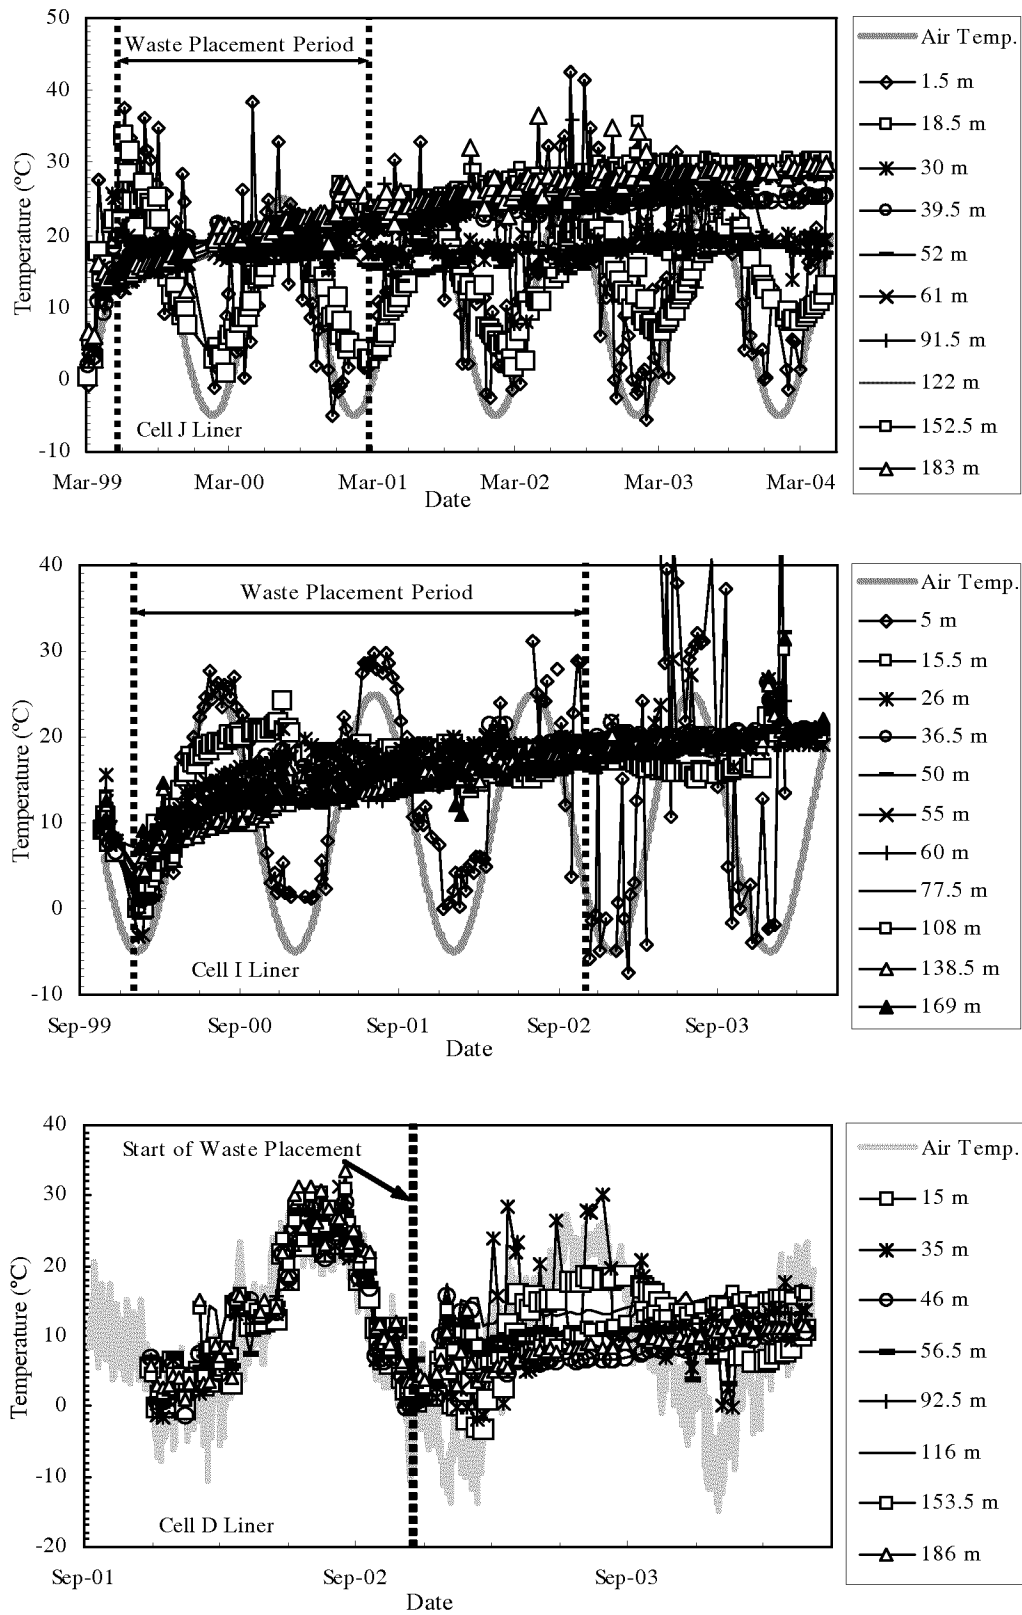 50
40
30
20
10
0
-10
Temperature (°C)
Waste Placement Period
Cell J Liner
Mar-99 Mar-00 Mar-01 Mar-02 Mar-03 Mar-04
Date
Air Temp.
1.5 m
18.5 m
30 m
39.5 m
52 m
61 m
91.5 m
122 m
152.5 m
183 m
40
30
20
10
0
-10
Temperature (°C)
Waste Placement Period
Cell I Liner
Sep-99 Sep-00 Sep-01 Sep-02 Sep-03
Date
Air Temp.
5 m
15.5 m
26 m
36.5 m
50 m
55 m
60 m
77.5 m
108 m
138.5 m
169 m
40
30
20
10
0
-10
-20
Temperature (°C)
Start of Waste Placement
Cell D Liner
Sep-01 Sep-02 Sep-03
Date
Air Temp.
15 m
35 m
46 m
56.5 m
92.5 m
116 m
153.5 m
186 m